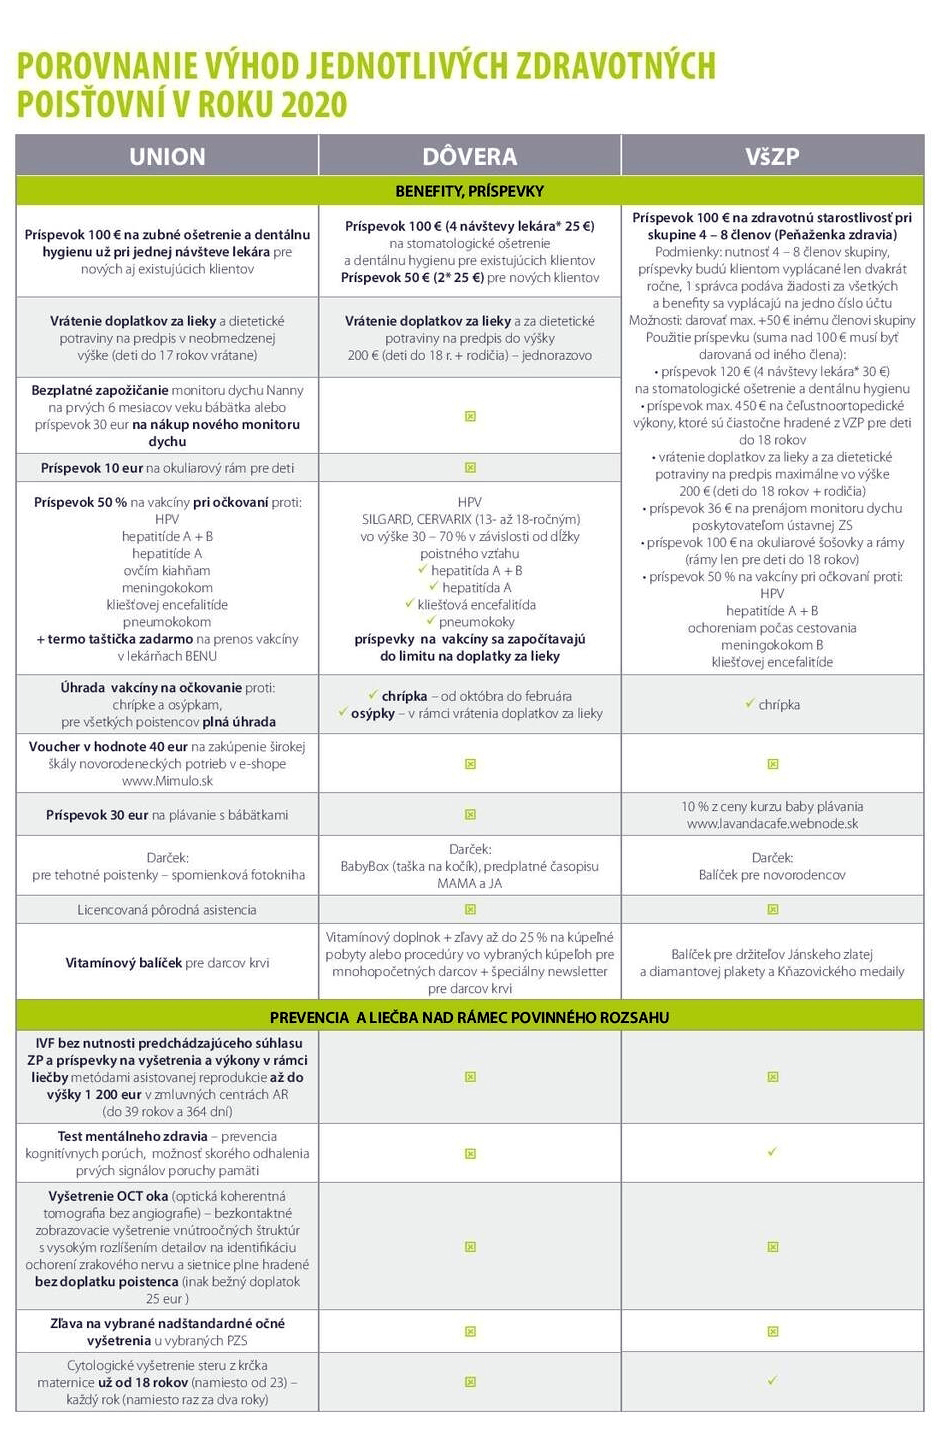 POROVNANIE VÝHOD JEDNOTLIVÝCH ZDRAVOTNÝCH
POISŤOVNÍ V ROKU 2020
UNION
DÔVERA
VšZP
BENEFITY, PRÍSPEVKY
Príspevok 100 € na zubné ošetrenie a dentálnu
hygienu už pri jednej návšteve lekára pre
nových aj existujúcich klientov
Príspevok 100 € (4 návštevy lekára* 25 €)
na stomatologické ošetrenie
a dentálnu hygienu pre existujúcich klientov
Príspevok 50 € (2* 25 €) pre nových klientov
Príspevok 100 € na zdravotnú starostlivosť pri
skupine 4 – 8 členov (Peňaženka zdravia)
Podmienky: nutnosť 4 – 8 členov skupiny,
príspevky budú klientom vyplácané len dvakrát
ročne, 1 správca podáva žiadosti za všetkých
a benefity sa vyplácajú na jedno číslo účtu
Možnosti: darovať max. +50 € inému členovi skupiny
Použitie príspevku (suma nad 100 € musí byť
darovaná od iného člena):
• príspevok 120 € (4 návštevy lekára* 30 €)
na stomatologické ošetrenie a dentálnu hygienu
• príspevok max. 450 € na čeľustnoortopedické
výkony, ktoré sú čiastočne hradené z VZP pre deti
do 18 rokov
• vrátenie doplatkov za lieky a za dietetické
potraviny na predpis maximálne vo výške
200 € (deti do 18 rokov + rodičia)
• príspevok 36 € na prenájom monitoru dychu
poskytovateľom ústavnej ZS
• príspevok 100 € na okuliarové šošovky a rámy
(rámy len pre deti do 18 rokov)
• príspevok 50 % na vakcíny pri očkovaní proti:
HPV
hepatitíde A + B
ochoreniam počas cestovania
meningokokom B
kliešťovej encefalitíde
Vrátenie doplatkov za lieky a dietetické
potraviny na predpis v neobmedzenej
výške (deti do 17 rokov vrátane)
Vrátenie doplatkov za lieky a za dietetické
potraviny na predpis do výšky
200 € (deti do 18 r. + rodičia) – jednorazovo
Bezplatné zapožičanie monitoru dychu Nanny
na prvých 6 mesiacov veku bábätka alebo
príspevok 30 eur na nákup nového monitoru
dychu
Príspevok 10 eur na okuliarový rám pre deti
Príspevok 50 % na vakcíny pri očkovaní proti:
HPV
hepatitíde A + B
hepatitíde A
ovčím kiahňam
meningokokom
kliešťovej encefalitíde
pneumokokom
+ termo taštička zadarmo na prenos vakcíny
v lekárňach BENU
HPV
SILGARD, CERVARIX (13- až 18-ročným)
vo výške 30 – 70 % v závislosti od dĺžky
poistného vzťahu
✓ hepatitída A + B
✓ hepatitída A
✓ kliešťová encefalitída
✓ pneumokoky
príspevky na vakcíny sa započítavajú
do limitu na doplatky za lieky
Úhrada vakcíny na očkovanie proti:
chrípke a osýpkam,
pre všetkých poistencov plná úhrada
✓ chrípka – od októbra do februára
✓ osýpky – v rámci vrátenia doplatkov za lieky
✓ chrípka
Voucher v hodnote 40 eur na zakúpenie širokej
škály novorodeneckých potrieb v e-shope
www.Mimulo.sk
Príspevok 30 eur na plávanie s bábätkami
10 % z ceny kurzu baby plávania
www.lavandacafe.webnode.sk
Darček:
pre tehotné poistenky – spomienková fotokniha
Darček:
BabyBox (taška na kočík), predplatné časopisu
MAMA a JA
Darček:
Balíček pre novorodencov
Licencovaná pôrodná asistencia
Vitamínový balíček pre darcov krvi
Vitamínový doplnok + zľavy až do 25 % na kúpeľné
pobyty alebo procedúry vo vybraných kúpeľoh pre
mnohopočetných darcov + špeciálny newsletter
pre darcov krvi
Balíček pre držiteľov Jánskeho zlatej
a diamantovej plakety a Kňazovického medaily
PREVENCIA A LIEČBA NAD RÁMEC POVINNÉHO ROZSAHU
IVF bez nutnosti predchádzajúceho súhlasu
ZP a príspevky na vyšetrenia a výkony v rámci
liečby metódami asistovanej reprodukcie až do
výšky 1 200 eur v zmluvných centrách AR
(do 39 rokov a 364 dní)
Test mentálneho zdravia – prevencia
kognitívnych porúch, možnosť skorého odhalenia
prvých signálov poruchy pamäti
✓
Vyšetrenie OCT oka (optická koherentná
tomografia bez angiografie) – bezkontaktné
zobrazovacie vyšetrenie vnútroočných štruktúr
s vysokým rozlíšením detailov na identifikáciu
ochorení zrakového nervu a sietnice plne hradené
bez doplatku poistenca (inak bežný doplatok
25 eur )
Zľava na vybrané nadštandardné očné
vyšetrenia u vybraných PZS
Cytologické vyšetrenie steru z krčka
maternice už od 18 rokov (namiesto od 23) –
každý rok (namiesto raz za dva roky)
✓